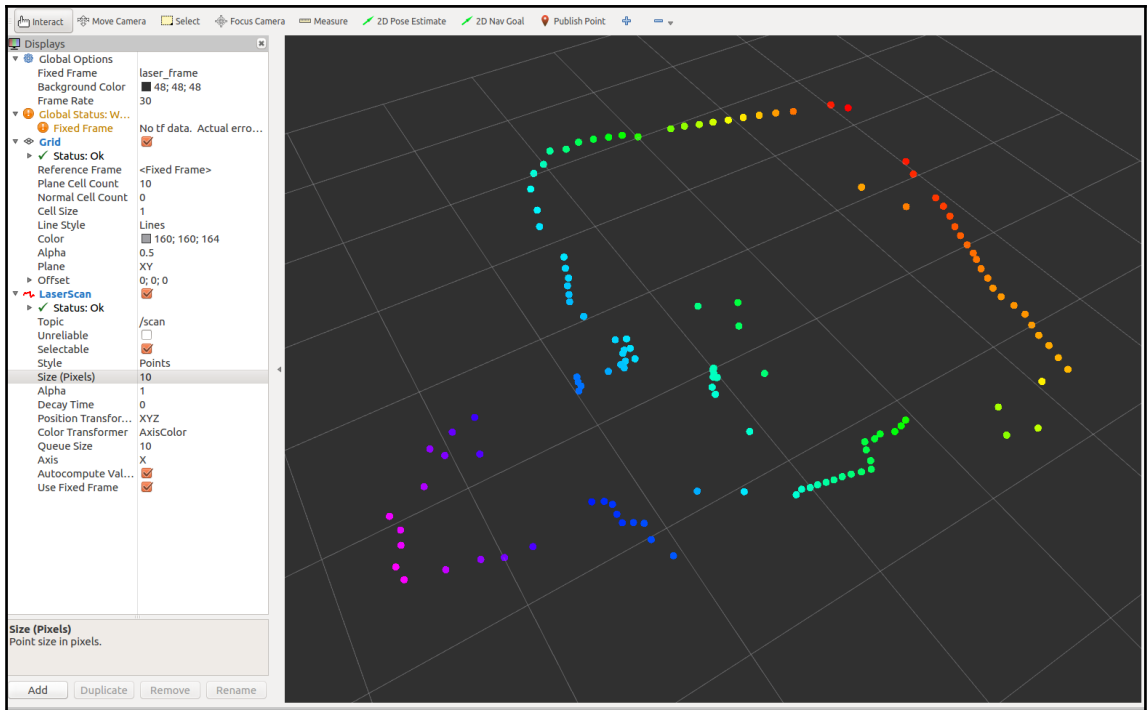 Interact Move Camera Select Focus Camera Measure 2D Pose Estimate 2D Nav Goal Publish Point
Displays
Global Options
Fixed Frame laser_frame
Background Color 48; 48; 48
Frame Rate 30
Global Status: W...
Fixed Frame No tf data. Actual erro...
Grid
Status: Ok
Reference Frame <Fixed Frame>
Plane Cell Count 10
Normal Cell Count 0
Cell Size 1
Line Style Lines
Color 160; 160; 164
Alpha 0.5
Plane XY
Offset 0; 0; 0
LaserScan
Status: Ok
Topic /scan
Unreliable
Selectable
Style Points
Size (Pixels) 10
Alpha 1
Decay Time 0
Position Transfor... XYZ
Color Transformer AxisColor
Queue Size 10
Axis X
Autocompute Val...
Use Fixed Frame
Size (Pixels)
Point size in pixels.
Add Duplicate Remove Rename